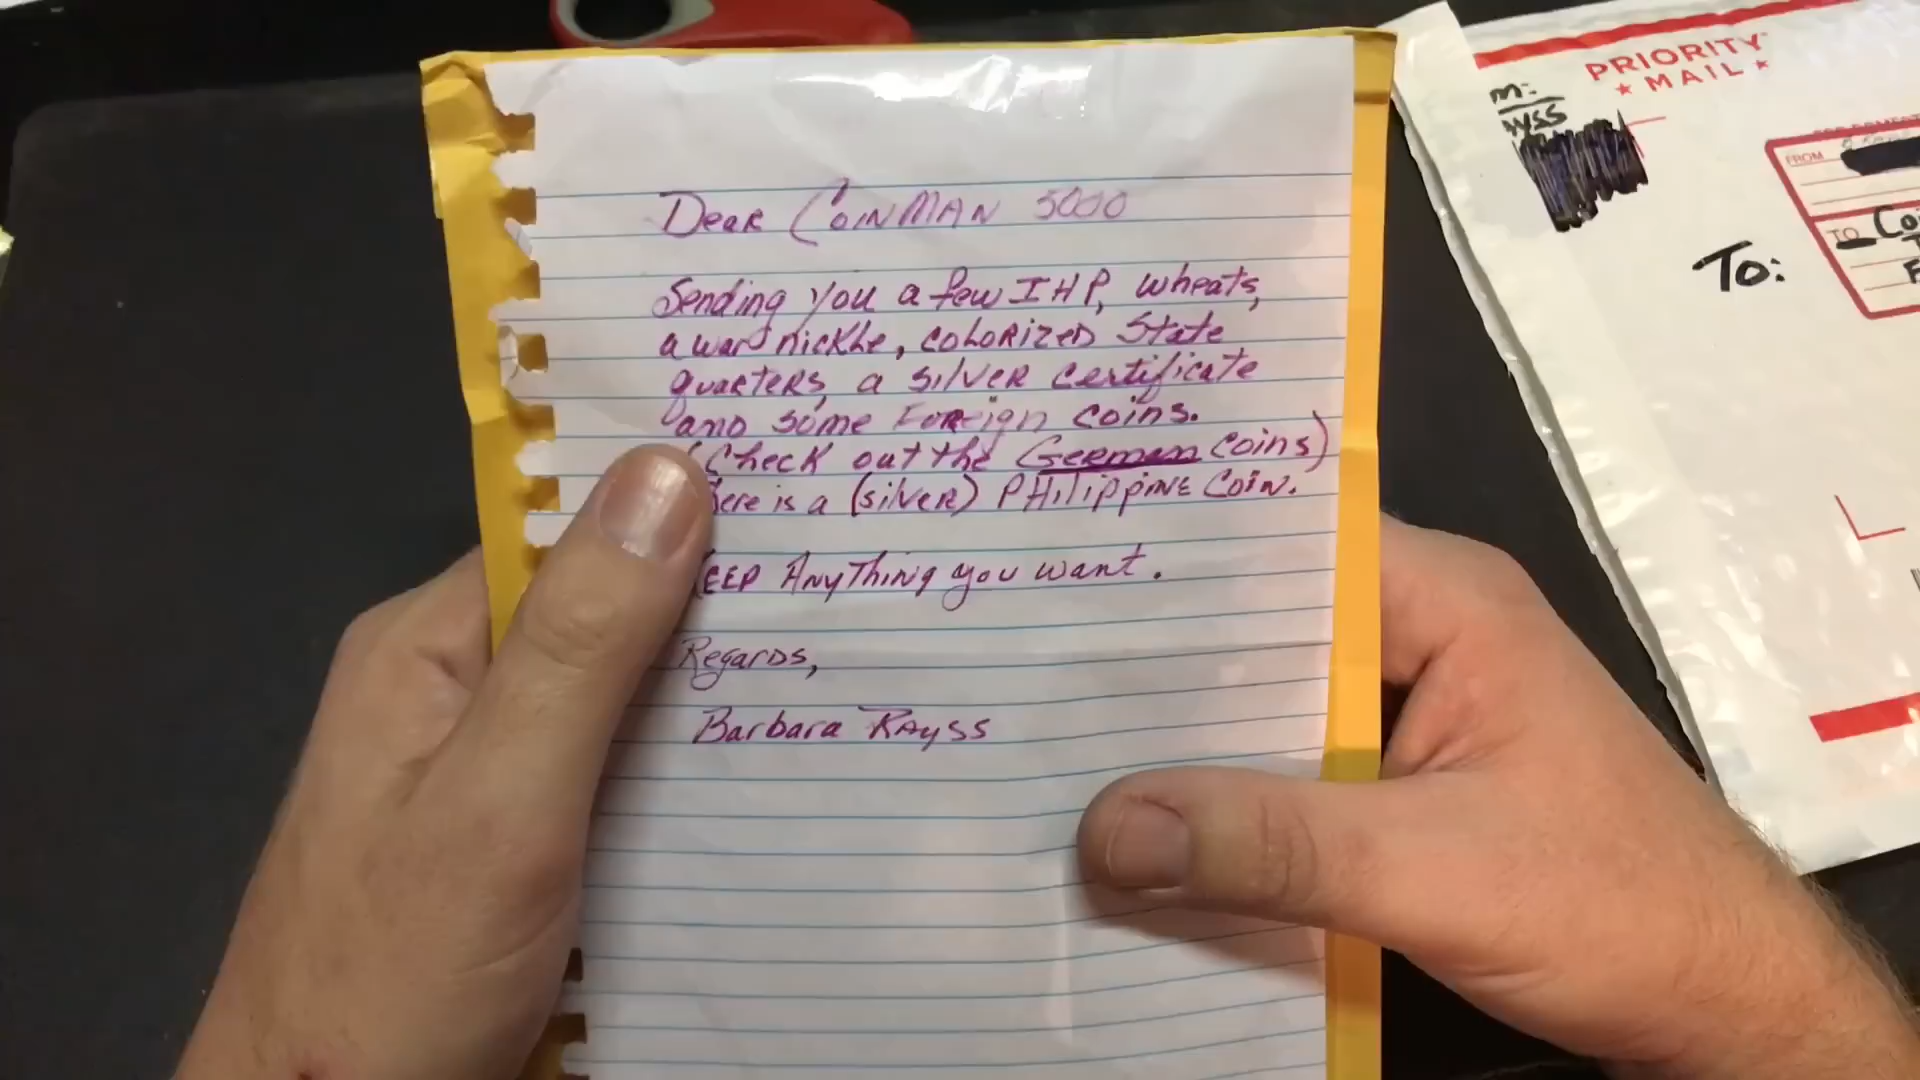 Dear CoinMan 5000
Sending you a few IHP, wheats,
a war nickle, colorized State
quarters, a silver certificate
and some Foreign coins.
(Check out the German coins)
is a (silver) PHilippine Coin.
Keep Anything you want.
Regards,
Barbara Rayss
PRIORITY
★ MAIL ★
FROM
TO
To: